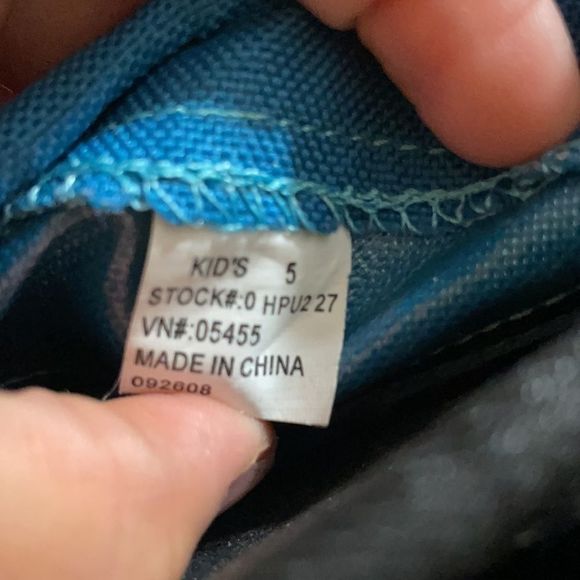 KID'S 5
STOCK#:0 HPU2 27
VN#:05455
MADE IN CHINA
092608